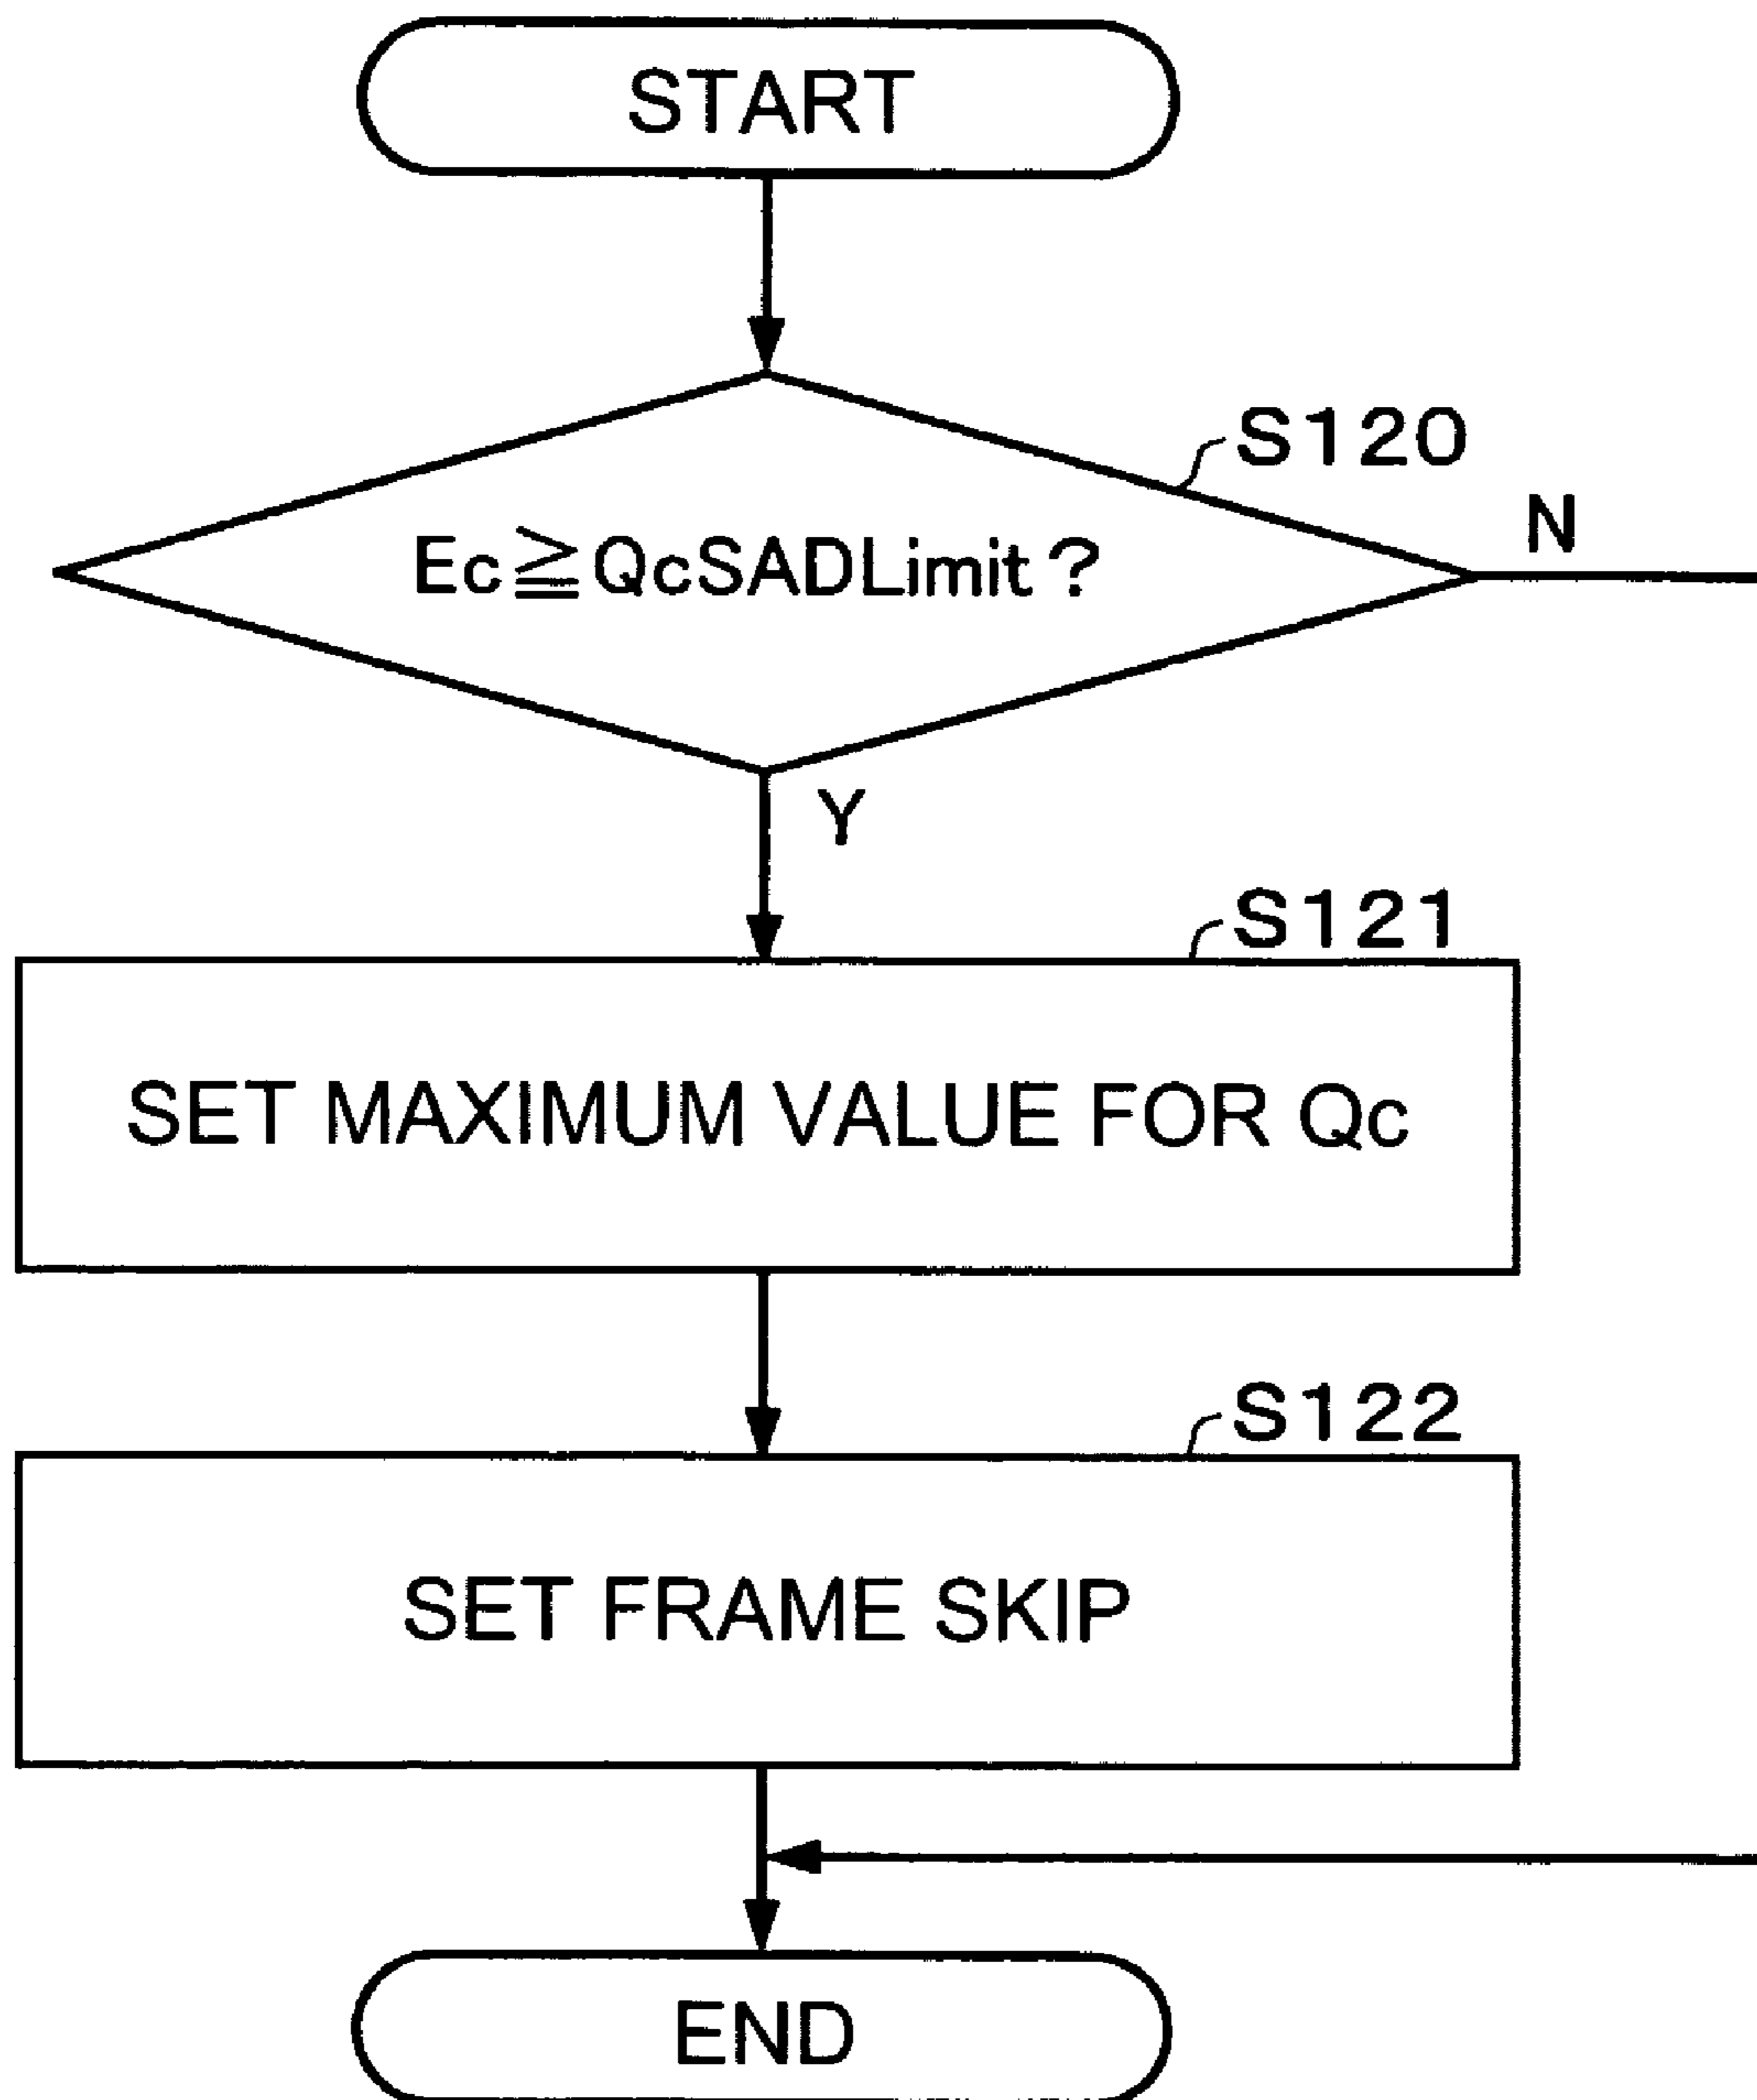 START
S120
N
Ec≧QcSADLimit?
Y
S121
SET MAXIMUM VALUE FOR Qc
S122
SET FRAME SKIP
END